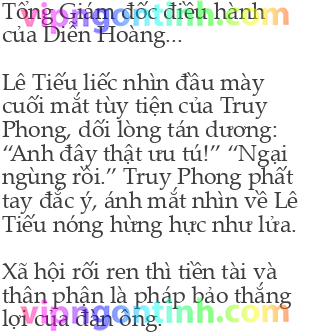 Tổng Giám đốc điều hành
của Diễn Hoàng...
Lê Tiếu liếc nhìn đầu mày
cuối mắt tùy tiện của Truy
Phong, dối lòng tán dương:
“Anh đây thật ưu tú!” “Ngại
ngùng rồi.” Truy Phong phất
tay đắc ý, ánh mắt nhìn về Lê
Tiếu nóng hừng hực như lửa.
Xã hội rối ren thì tiền tài và
thân phận là pháp bảo thắng
lợi của đàn ông.
vipngontinh.com
vipngontinh.com